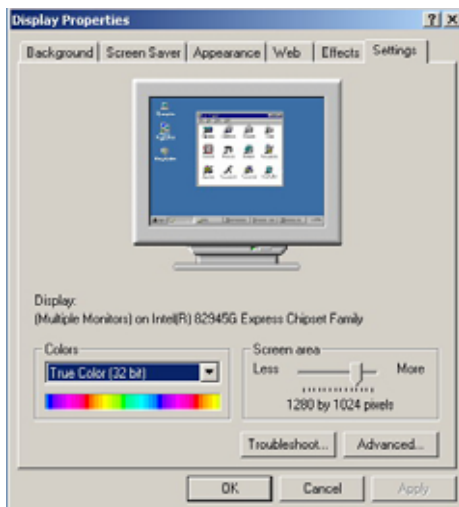 Display Properties
Background Screen Saver Appearance Web Effects Settings
Display:
(Multiple Monitors) on Intel(R) 82945G Express Chipset Family
Colors
True Color (32 bit)
Screen area
Less More
1280 by 1024 pixels
Troubleshoot... Advanced...
OK Cancel Apply